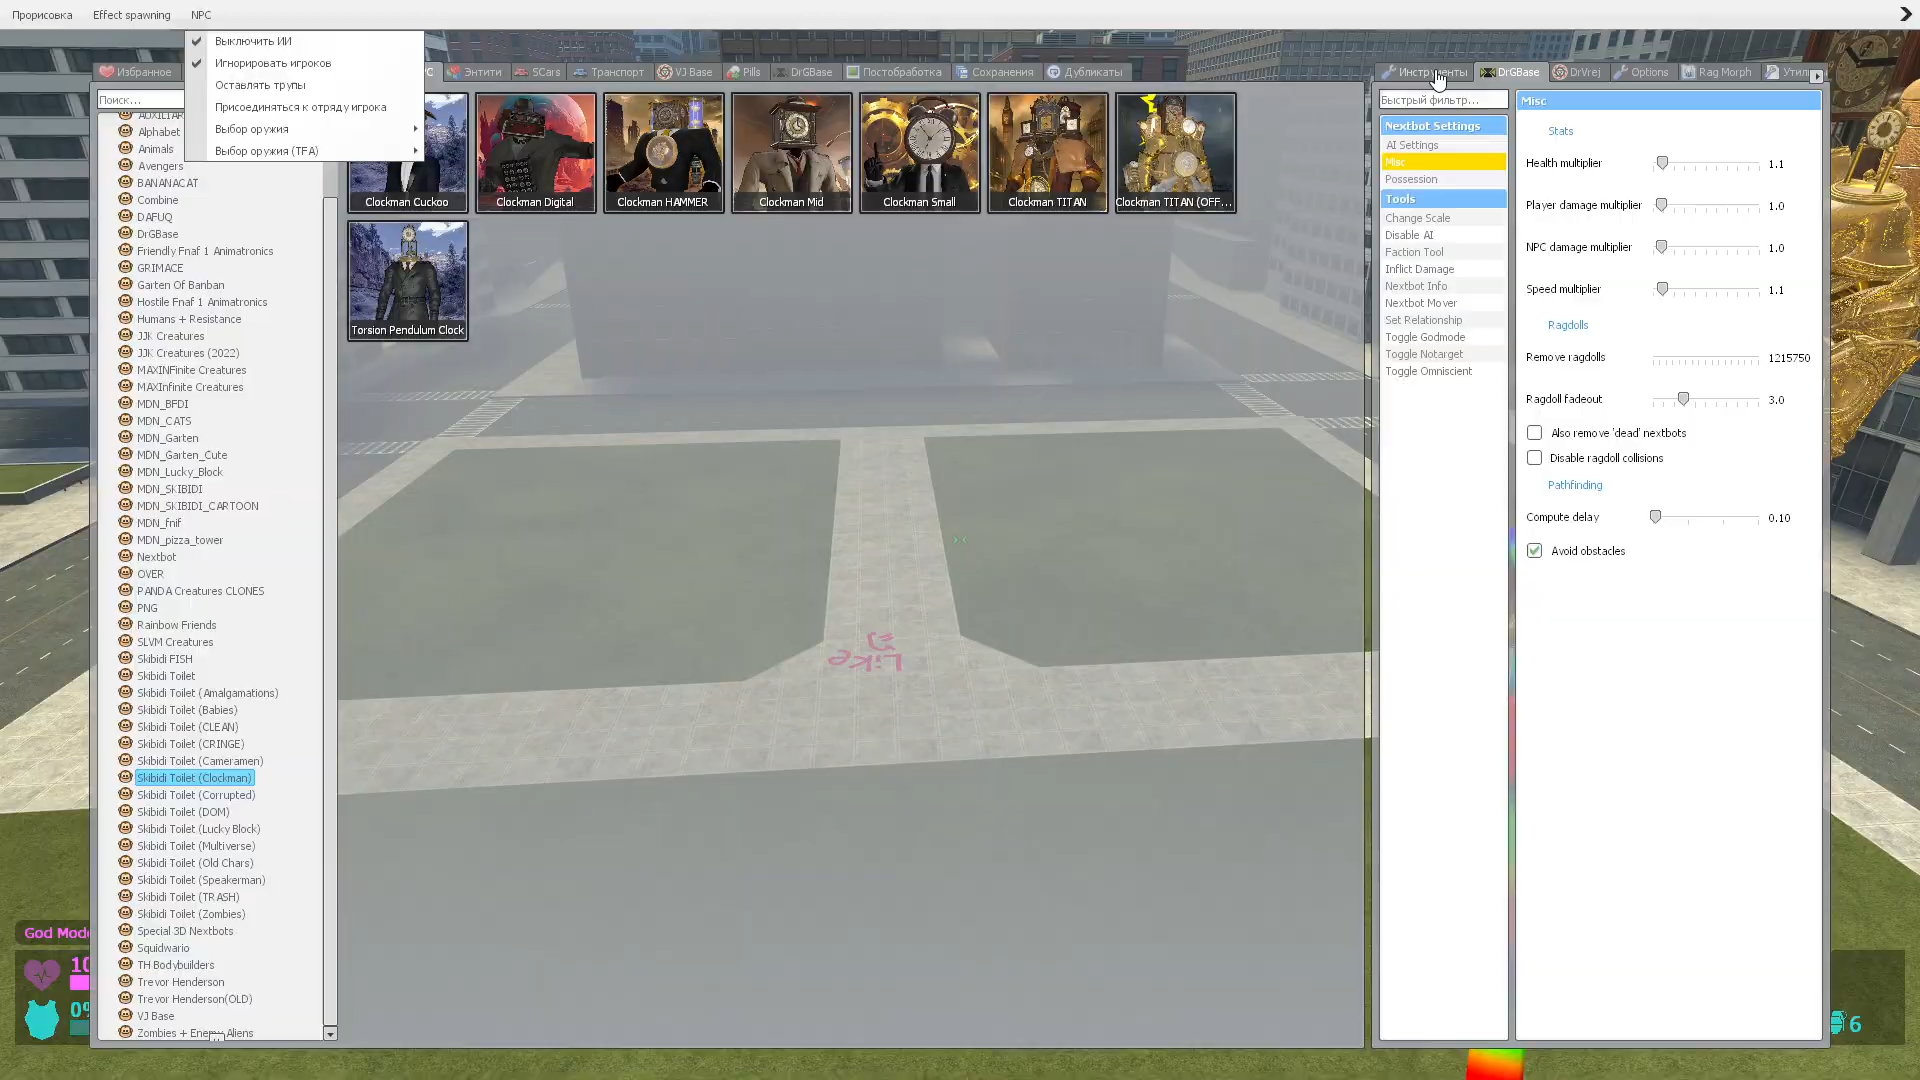 Прорисовка
Effect spawning
NPC
Выключить ИИ
Игнорировать игроков
Оставлять трупы
Присоединяться к отряду игрока
Выбор оружия
Выбор оружия (TFA)
Избранное
Энтити
SCars
Транспорт
VJ Base
Pills
DrGBase
Постобработка
Сохранения
Дубликаты
Поиск...
Alphabet
Animals
Avengers
BANANACAT
Combine
DAFUQ
DrGBase
Friendly Fnaf 1 Animatronics
GRIMACE
Garten Of Banban
Hostile Fnaf 1 Animatronics
Humans + Resistance
JJK Creatures
JJK Creatures (2022)
MAXINFinite Creatures
MAXInfinite Creatures
MDN_BFDI
MDN_CATS
MDN_Garten
MDN_Garten_Cute
MDN_Lucky_Block
MDN_SKIBIDI
MDN_SKIBIDI_CARTOON
MDN_fnif
MDN_pizza_tower
Nextbot
OVER
PANDA Creatures CLONES
PNG
Rainbow Friends
SLVM Creatures
Skibidi FISH
Skibidi Toilet
Skibidi Toilet (Amalgamations)
Skibidi Toilet (Babies)
Skibidi Toilet (CLEAN)
Skibidi Toilet (CRINGE)
Skibidi Toilet (Cameramen)
Skibidi Toilet (Clockman)
Skibidi Toilet (Corrupted)
Skibidi Toilet (DOM)
Skibidi Toilet (Lucky Block)
Skibidi Toilet (Multiverse)
Skibidi Toilet (Old Chars)
Skibidi Toilet (Speakerman)
Skibidi Toilet (TRASH)
Skibidi Toilet (Zombies)
Special 3D Nextbots
Squidwario
TH Bodybuilders
Trevor Henderson
Trevor Henderson(OLD)
VJ Base
Zombies + Enemy Aliens
Clockman Cuckoo
Clockman Digital
Clockman HAMMER
Clockman Mid
Clockman Small
Clockman TITAN
Clockman TITAN (OFF...
Torsion Pendulum Clock
Like
Инструменты
DrGBase
DrVrej
Options
Rag Morph
Утили
Быстрый фильтр...
Nextbot Settings
AI Settings
Misc
Possession
Tools
Change Scale
Disable AI
Faction Tool
Inflict Damage
Nextbot Info
Nextbot Mover
Set Relationship
Toggle Godmode
Toggle Notarget
Toggle Omniscient
Misc
Stats
Health multiplier 1.1
Player damage multiplier 1.0
NPC damage multiplier 1.0
Speed multiplier 1.1
Ragdolls
Remove ragdolls 1215750
Ragdoll fadeout 3.0
Also remove 'dead' nextbots
Disable ragdoll collisions
Pathfinding
Compute delay 0.10
Avoid obstacles
God Mode
10
0%
6